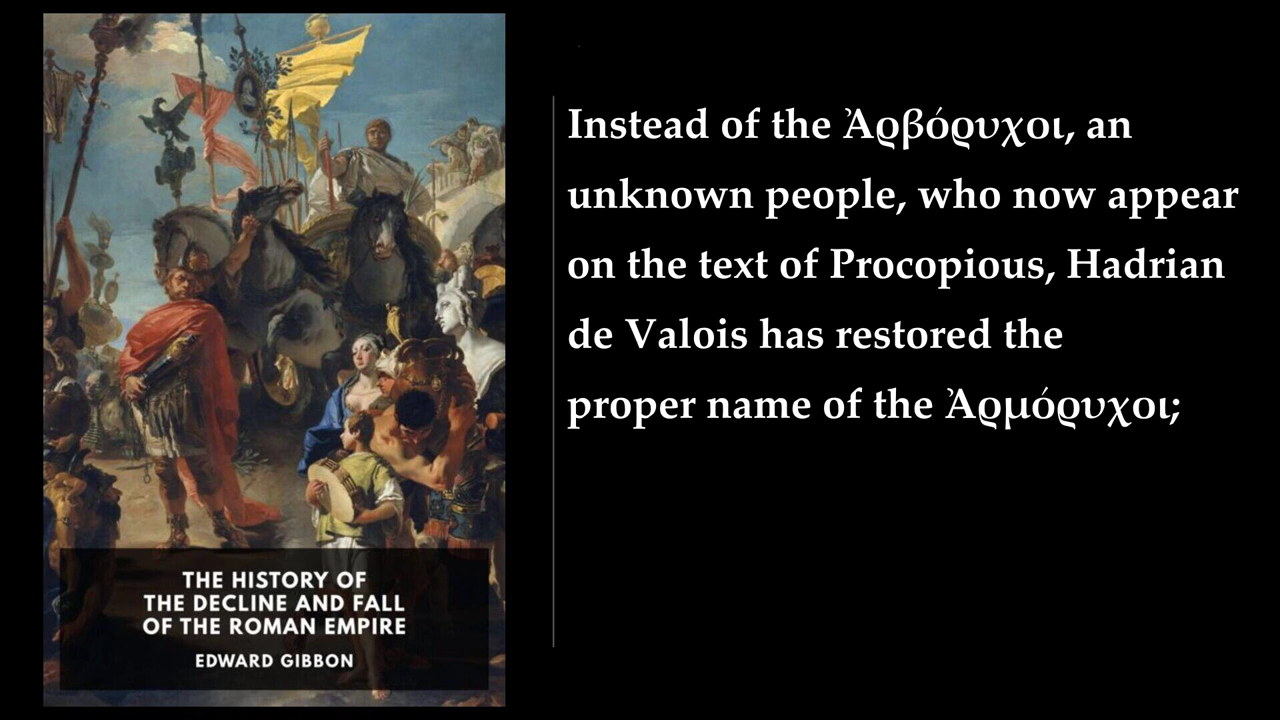 THE HISTORY OF
THE DECLINE AND FALL
OF THE ROMAN EMPIRE
EDWARD GIBBON
Instead of the Ἀρβόρυχοι, an
unknown people, who now appear
on the text of Procopious, Hadrian
de Valois has restored the
proper name of the Ἀρμόρυχοι;